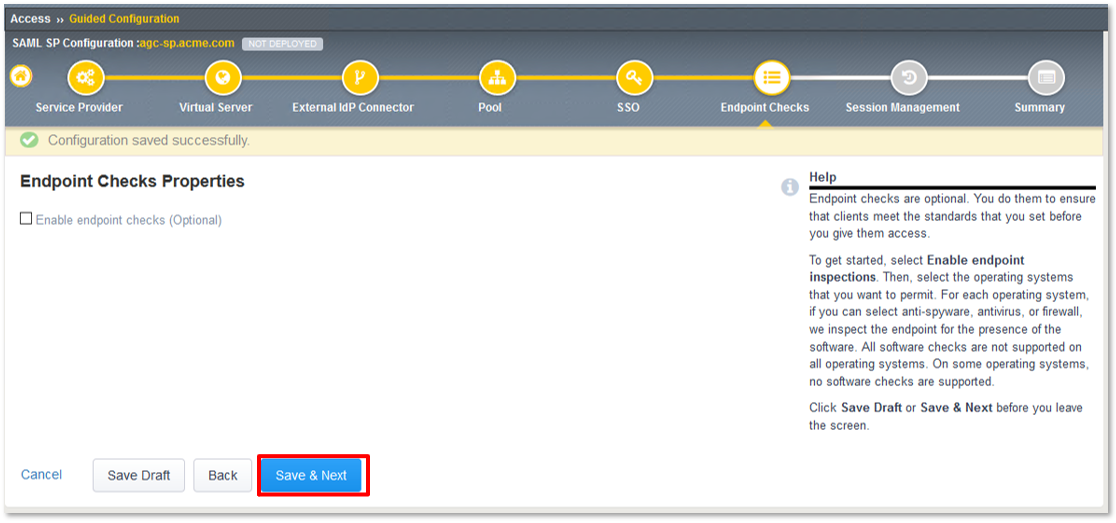 Access ›› Guided Configuration
SAML SP Configuration :agc-sp.acme.com NOT DEPLOYED
Service Provider
Virtual Server
External IdP Connector
Pool
SSO
Endpoint Checks
Session Management
Summary
Configuration saved successfully.
Endpoint Checks Properties
Enable endpoint checks (Optional)
Help
Endpoint checks are optional. You do them to ensure
that clients meet the standards that you set before
you give them access.
To get started, select Enable endpoint
inspections. Then, select the operating systems
that you want to permit. For each operating system,
if you can select anti-spyware, antivirus, or firewall,
we inspect the endpoint for the presence of the
software. All software checks are not supported on
all operating systems. On some operating systems,
no software checks are supported.
Click Save Draft or Save & Next before you leave
the screen.
Cancel
Save Draft
Back
Save & Next